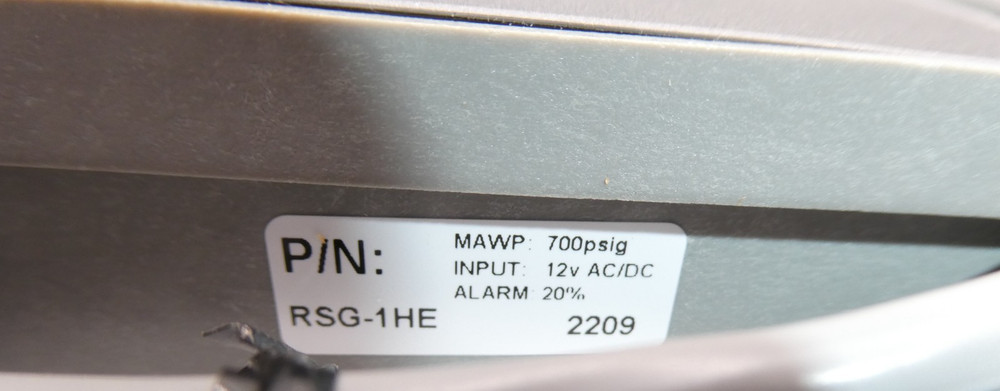 P/N:
RSG-1HE
MAWP: 700psig
INPUT: 12v AC/DC
ALARM 20%
2209